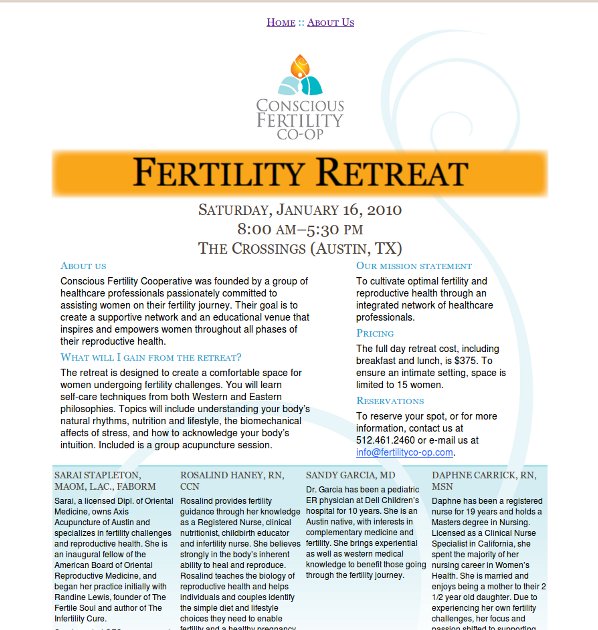 Home :: About Us
Conscious
Fertility
Co-op
Fertility Retreat
Saturday, January 16, 2010
8:00 am–5:30 pm
The Crossings (Austin, TX)
About us
Conscious Fertility Cooperative was founded by a group of
healthcare professionals passionately committed to
assisting women on their fertility journey. Their goal is to
create a supportive network and an educational venue that
inspires and empowers women throughout all phases of
their reproductive health.
What will I gain from the retreat?
The retreat is designed to create a comfortable space for
women undergoing fertility challenges. You will learn
self-care techniques from both Western and Eastern
philosophies. Topics will include understanding your body's
natural rhythms, nutrition and lifestyle, the biomechanical
affects of stress, and how to acknowledge your body's
intuition. Included is a group acupuncture session.
Our mission statement
To cultivate optimal fertility and
reproductive health through an
integrated network of healthcare
professionals.
Pricing
The full day retreat cost, including
breakfast and lunch, is $375. To
ensure an intimate setting, space is
limited to 15 women.
Reservations
To reserve your spot, or for more
information, contact us at
512.461.2460 or e-mail us at
info@fertilityco-op.com.
SARAI STAPLETON,
MAOM, L.AC., FABORM
Sarai, a licensed Dipl. of Oriental
Medicine, owns Axis
Acupuncture of Austin and
specializes in fertility challenges
and reproductive health. She is
an inaugural fellow of the
American Board of Oriental
Reproductive Medicine, and
began her practice initially with
Randine Lewis, founder of The
Fertile Soul and author of The
Infertility Cure.
ROSALIND HANEY, RN,
CCN
Rosalind provides fertility
guidance through her knowledge
as a Registered Nurse, clinical
nutritionist, childbirth educator
and infertility nurse. She believes
strongly in the body's inherent
ability to heal and reproduce.
Rosalind teaches the biology of
reproductive health and helps
individuals and couples identify
the simple diet and lifestyle
choices they need to enable
fertility and a healthy pregnancy
SANDY GARCIA, MD
Dr. Garcia has been a pediatric
ER physician at Dell Children's
hospital for 10 years. She is an
Austin native, with interests in
complementary medicine and
fertility. She brings experiential
as well as western medical
knowledge to benefit those going
through the fertility journey.
DAPHNE CARRICK, RN,
MSN
Daphne has been a registered
nurse for 19 years and holds a
Masters degree in Nursing.
Licensed as a Clinical Nurse
Specialist in California, she
spent the majority of her
nursing career in Women's
Health. She is married and
enjoys being a mother to their 2
1/2 year old daughter. Due to
experiencing her own fertility
challenges, her focus and
passion shifted to supporting